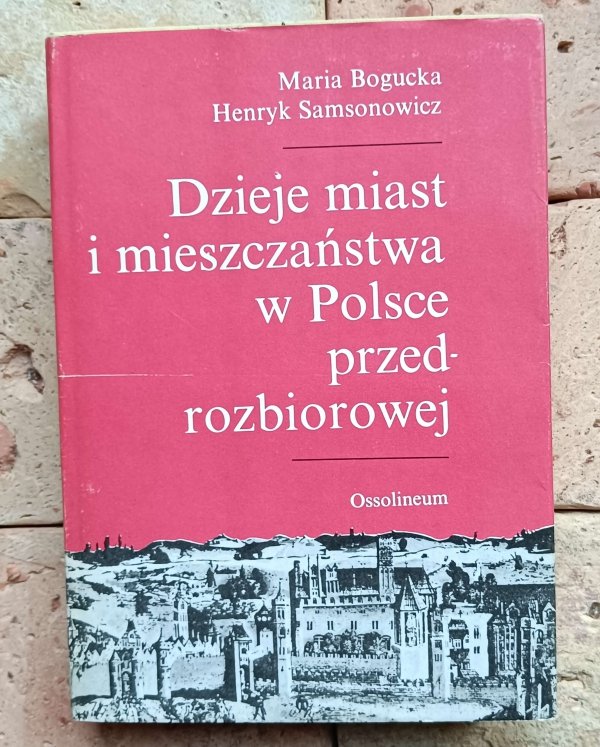 Maria Bogucka
Henryk Samsonowicz
Dzieje miast
i mieszczaństwa
w Polsce
przed-
rozbiorowej
Ossolineum